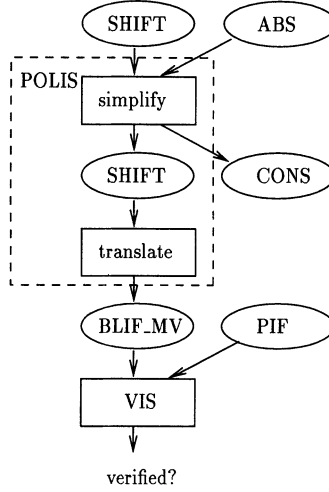 SHIFT
ABS
POLIS
simplify
SHIFT
CONS
translate
BLIF_MV
PIF
VIS
verified?